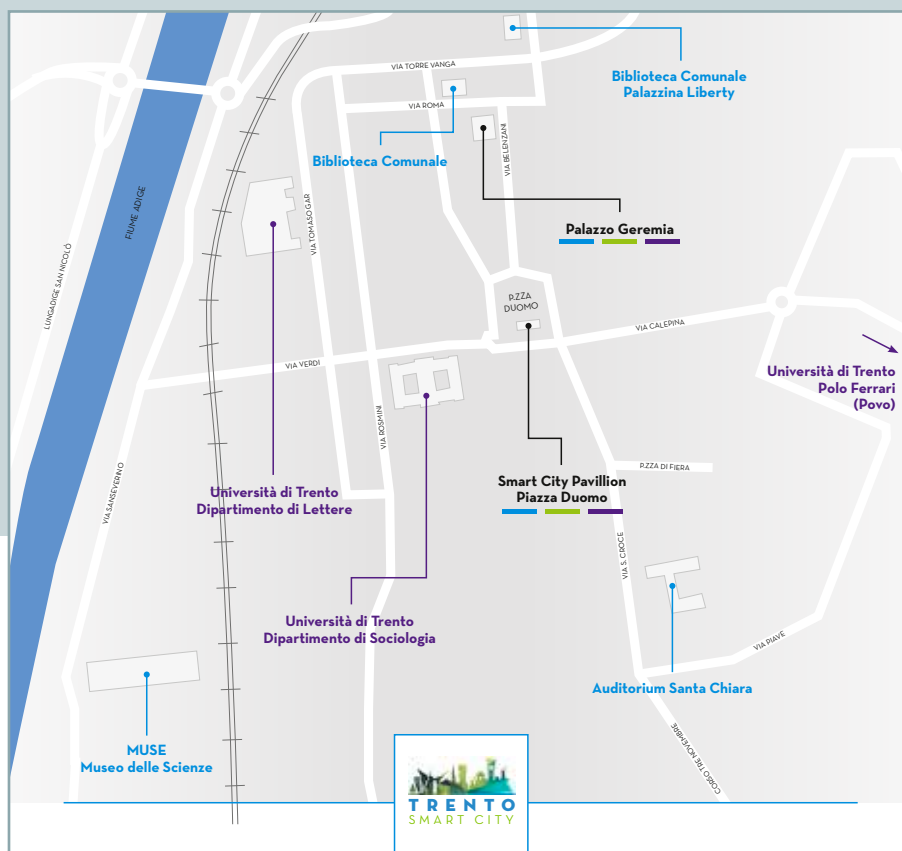 VIA TORRE VANGA
Biblioteca Comunale
Palazzina Liberty
VIA ROMA
VIA BELENZANI
Biblioteca Comunale
FIUME ADIGE
VIA TOMASO GAR
LUNGADIGE SAN NICOLÒ
Palazzo Geremia
P.ZZA
DUOMO
VIA CALEPINA
VIA VERDI
Università di Trento
Polo Ferrari
(Povo)
VIA ROSMINI
P.ZZA DI FIERA
VIA SANSEVERINO
Università di Trento
Dipartimento di Lettere
Smart City Pavillion
Piazza Duomo
VIA S. CROCE
Università di Trento
Dipartimento di Sociologia
VIA PIAVE
Auditorium Santa Chiara
MUSE
Museo delle Scienze
CORSO TRE NOVEMBRE
TRENTO
SMART CITY